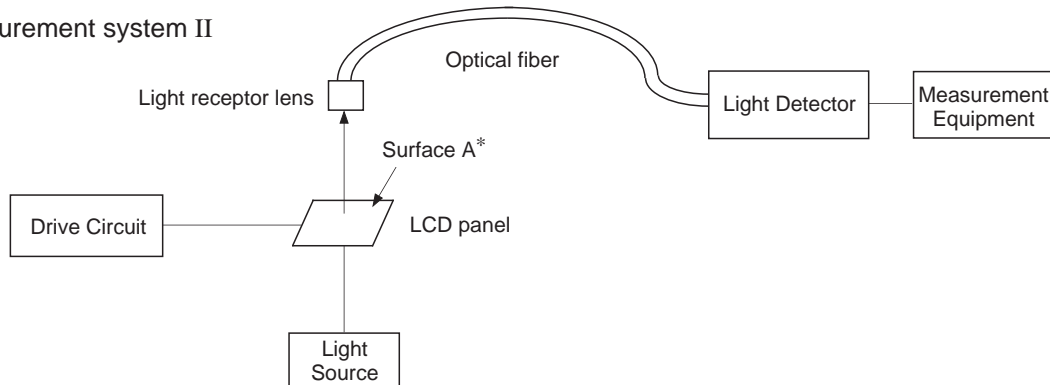 urement system II
Optical fiber
Light receptor lens
Light Detector
Measurement
Equipment
Surface A*
Drive Circuit
LCD panel
Light
Source